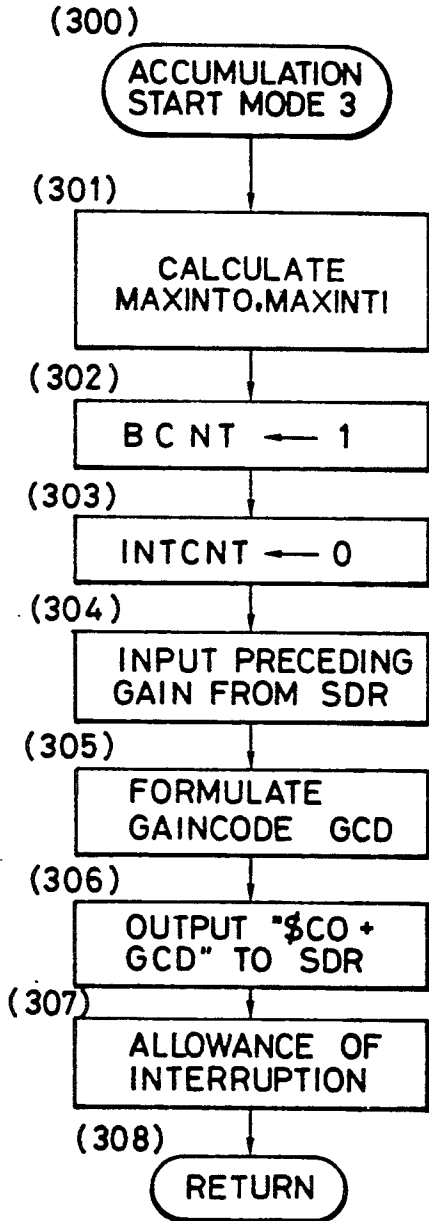 (300)
ACCUMULATION
START MODE 3
(301)
CALCULATE
MAXINTO,MAXINTI
(302)
BCNT ← 1
(303)
INTCNT ← 0
(304)
INPUT PRECEDING
GAIN FROM SDR
(305)
FORMULATE
GAINCODE GCD
(306)
OUTPUT "$CO +
GCD" TO SDR
(307)
ALLOWANCE OF
INTERRUPTION
(308)
RETURN